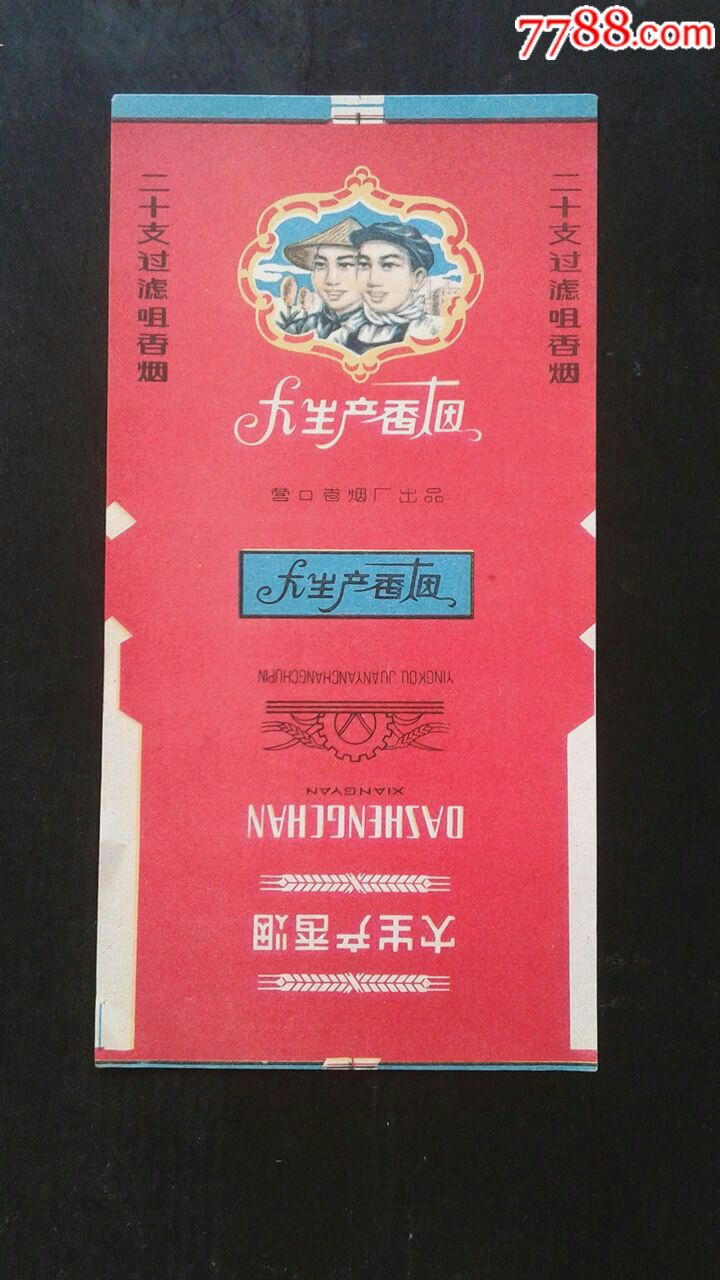 7788.com
二十支过滤咀香烟
二十支过滤咀香烟
大生产香烟
营口卷烟厂出品
大生产香烟
YINGKOU JUANYANCHANGCHUPIN
XIANGYAN
DASHENGCHAN
大生产香烟